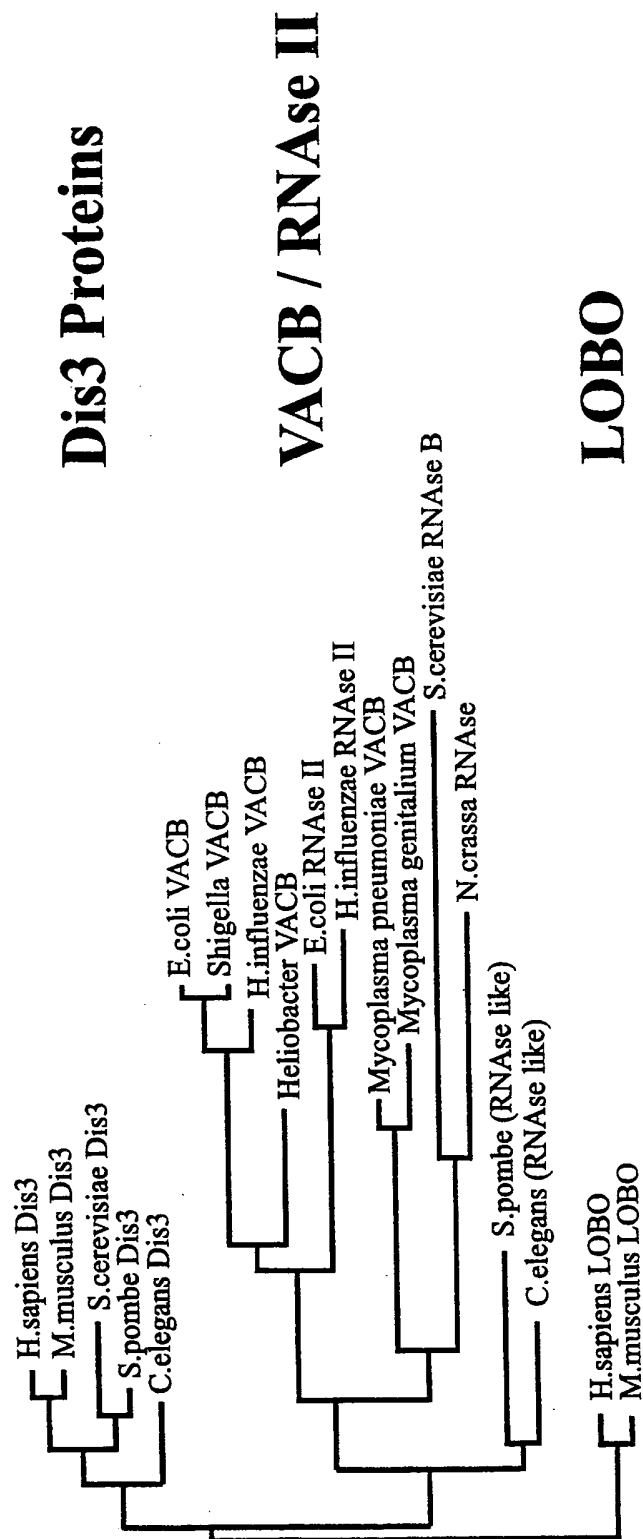 H.sapiens Dis3
M.musculus Dis3
S.cerevisiae Dis3
S.pombe Dis3
C.elegans Dis3
Dis3 Proteins
E.coli VACB
Shigella VACB
H.influenzae VACB
Heliobacter VACB
E.coli RNAse II
H.influenzae RNAse II
Mycoplasma pneumoniae VACB
Mycoplasma genitalium VACB
S.cerevisiae RNAse B
N.crassa RNAse
S.pombe (RNAse like)
C.elegans (RNAse like)
VACB / RNAse II
H.sapiens LOBO
M.musculus LOBO
LOBO